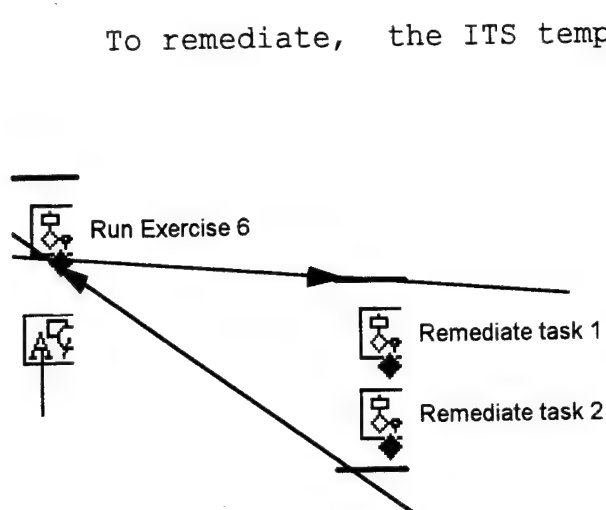 To remediate, the ITS temp
Run Exercise 6
Remediate task 1
Remediate task 2